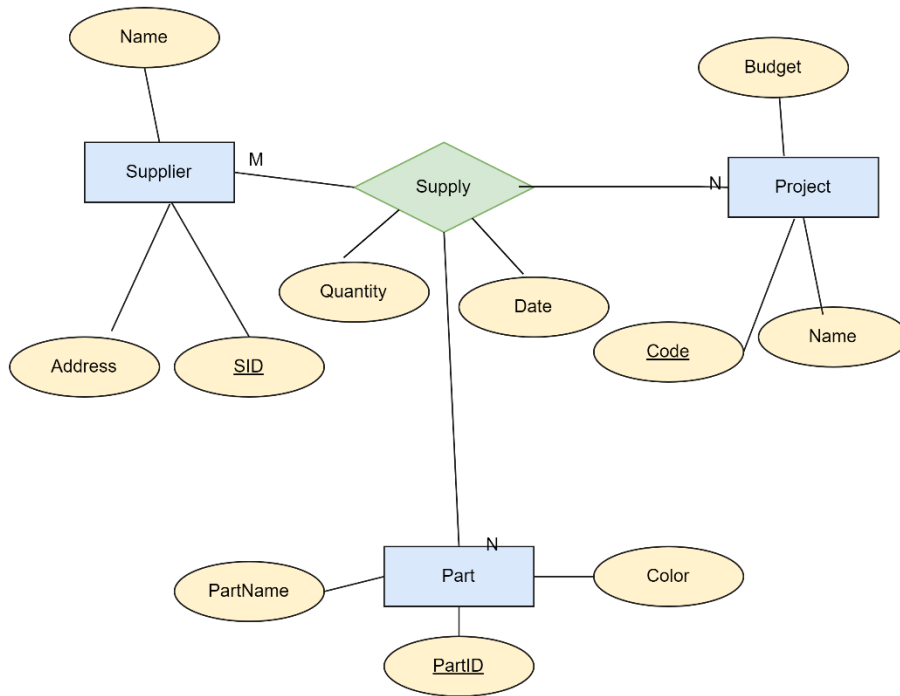 Name
Budget
Supplier
M
Supply
N
Project
Quantity
Date
Address
SID
Code
Name
N
PartName
Part
Color
PartID